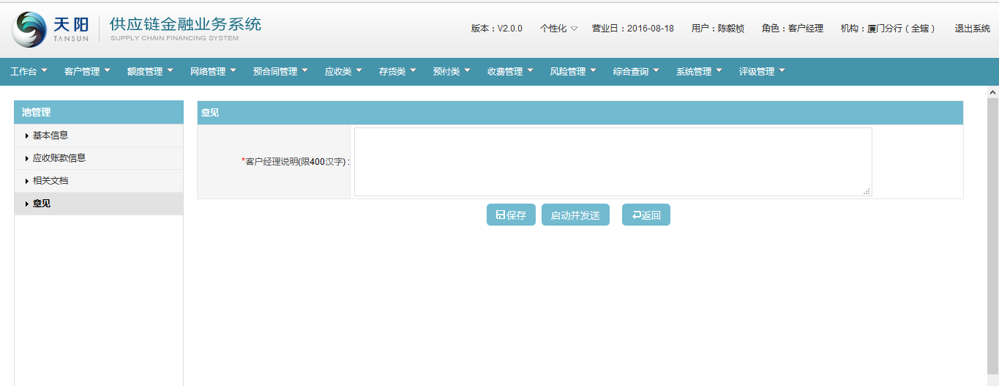 天阳
TANSUN
供应链金融业务系统
SUPPLY CHAIN FINANCING SYSTEM
版本：V2.0.0 个性化 营业日：2016-08-18 用户：陈毅桢 角色：客户经理 机构：厦门分行（全辖） 退出系统
工作台 客户管理 额度管理 网络管理 预合同管理 应收类 存货类 预付类 收费管理 风险管理 综合查询 系统管理 评级管理
池管理
基本信息
应收账款信息
相关文档
意见
意见
*客户经理说明(限400汉字) :
保存 启动并发送 返回